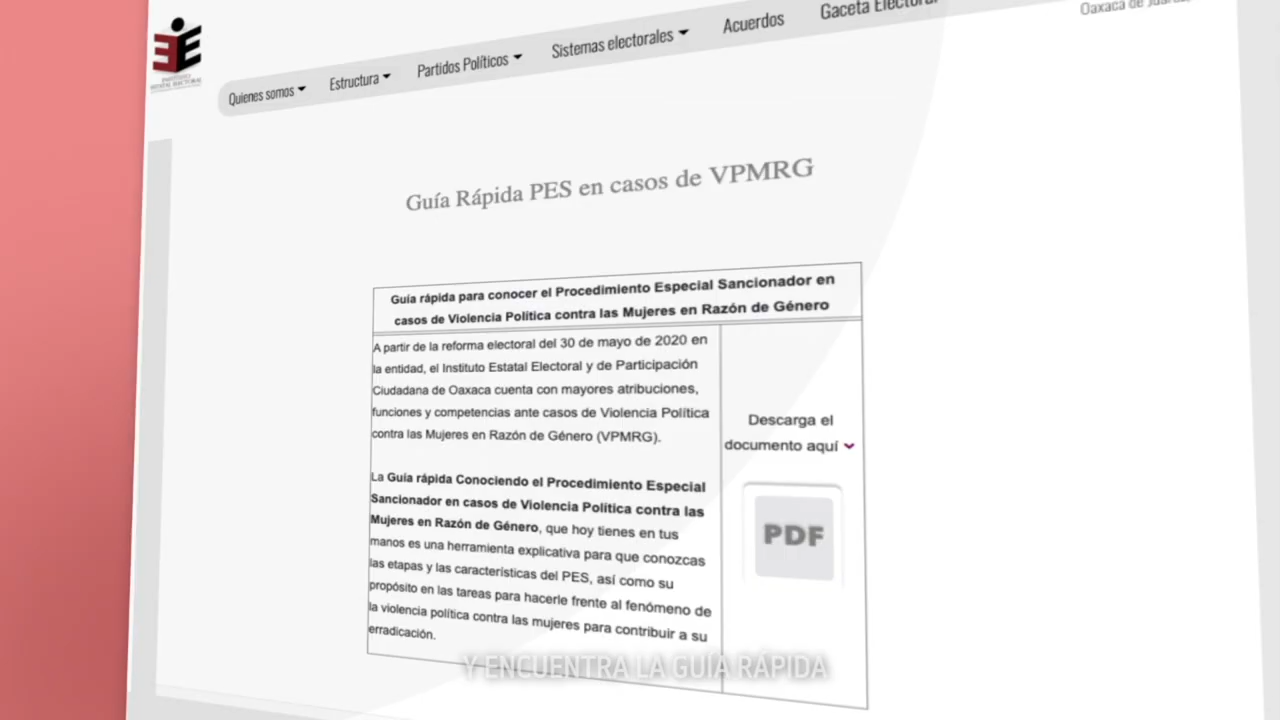 Quienes somos
Estructura
Partidos Políticos
Sistemas electorales
Acuerdos
Gaceta Electoral
Oaxaca de
Guía Rápida PES en casos de VPMRG
Guía rápida para conocer el Procedimiento Especial Sancionador en
casos de Violencia Política contra las Mujeres en Razón de Género
A partir de la reforma electoral del 30 de mayo de 2020 en
la entidad, el Instituto Estatal Electoral y de Participación
Ciudadana de Oaxaca cuenta con mayores atribuciones,
funciones y competencias ante casos de Violencia Política
contra las Mujeres en Razón de Género (VPMRG).
La Guía rápida Conociendo el Procedimiento Especial
Sancionador en casos de Violencia Política contra las
Mujeres en Razón de Género, que hoy tienes en tus
manos es una herramienta explicativa para que conozcas
las etapas y las características del PES, así como su
propósito en las tareas para hacerle frente al fenómeno de
la violencia política contra las mujeres para contribuir a su
erradicación.
Descarga el
documento aquí
PDF
Y ENCUENTRA LA GUÍA RÁPIDA